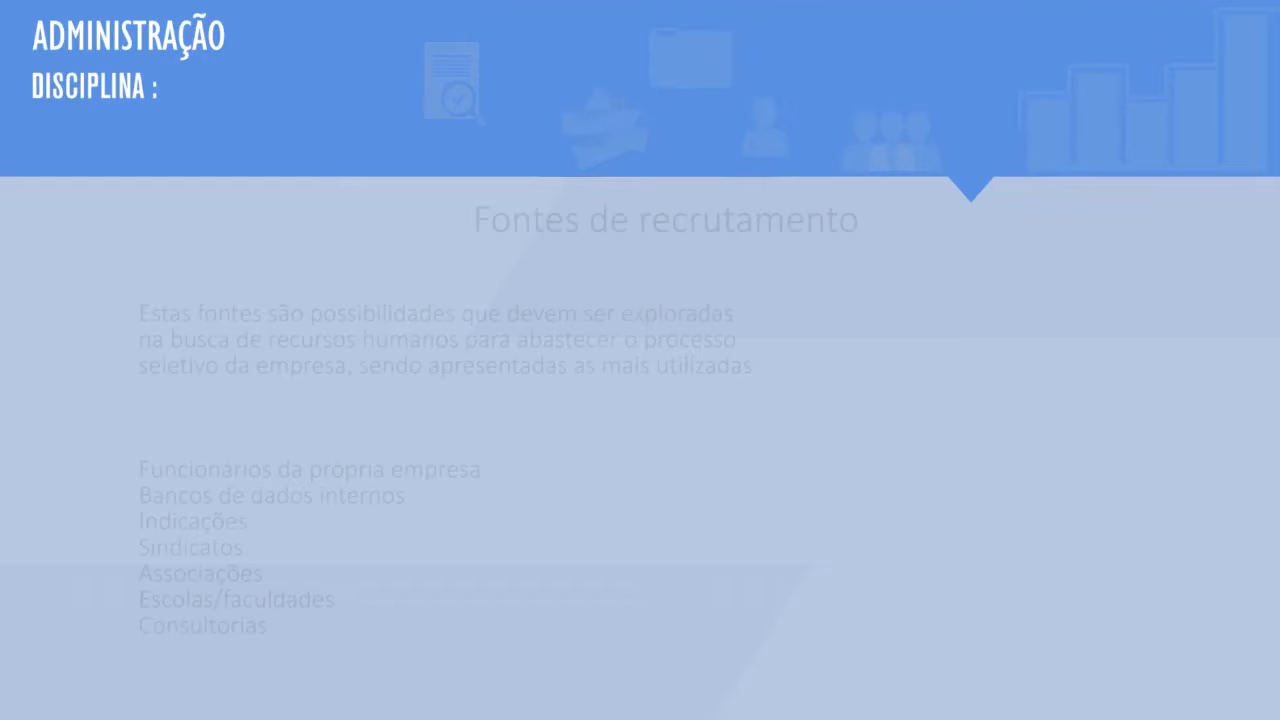 ADMINISTRAÇÃO
DISCIPLINA :
Fontes de recrutamento
Estas fontes são possibilidades que devem ser exploradas
na busca de recursos humanos para abastecer o processo
seletivo da empresa, sendo apresentadas as mais utilizadas
Funcionários da própria empresa
Bancos de dados internos
Indicações
Sindicatos
Associações
Escolas/faculdades
Consultorias